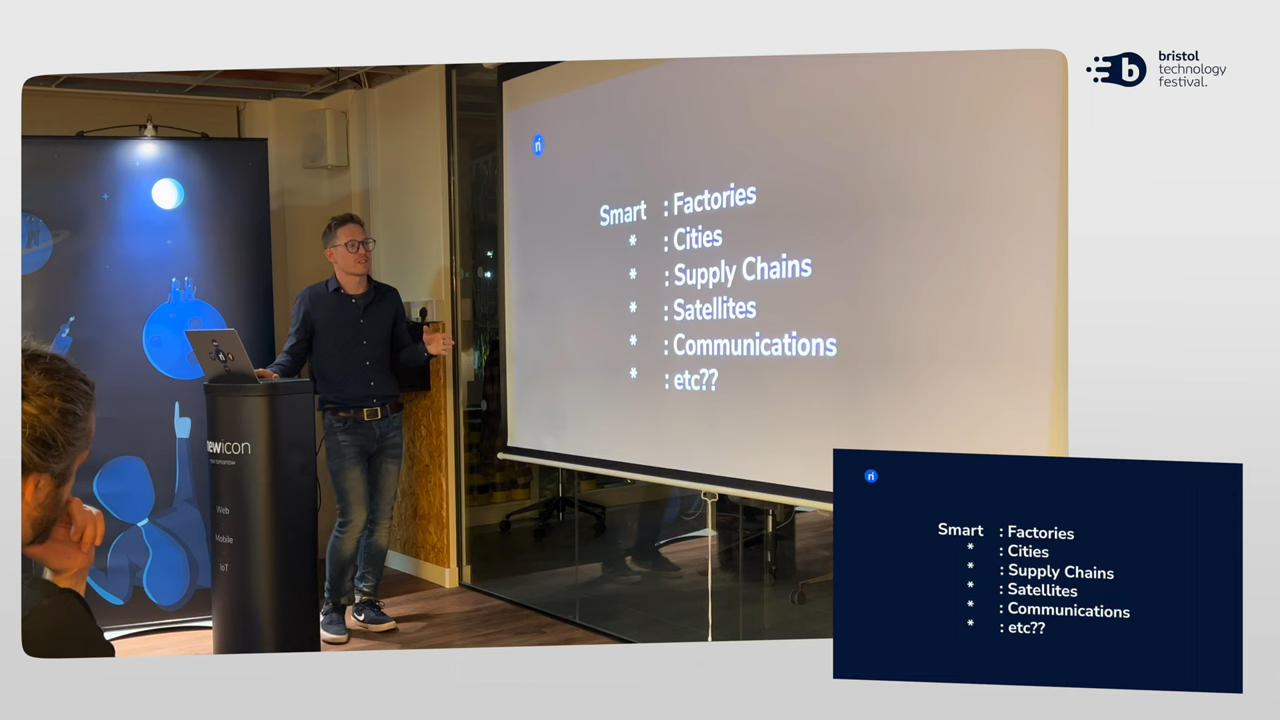 bristol
technology
festival.
Smart : Factories
* : Cities
* : Supply Chains
* : Satellites
* : Communications
* : etc??
newicon
Web
Mobile
IoT
Smart : Factories
* : Cities
* : Supply Chains
* : Satellites
* : Communications
* : etc??